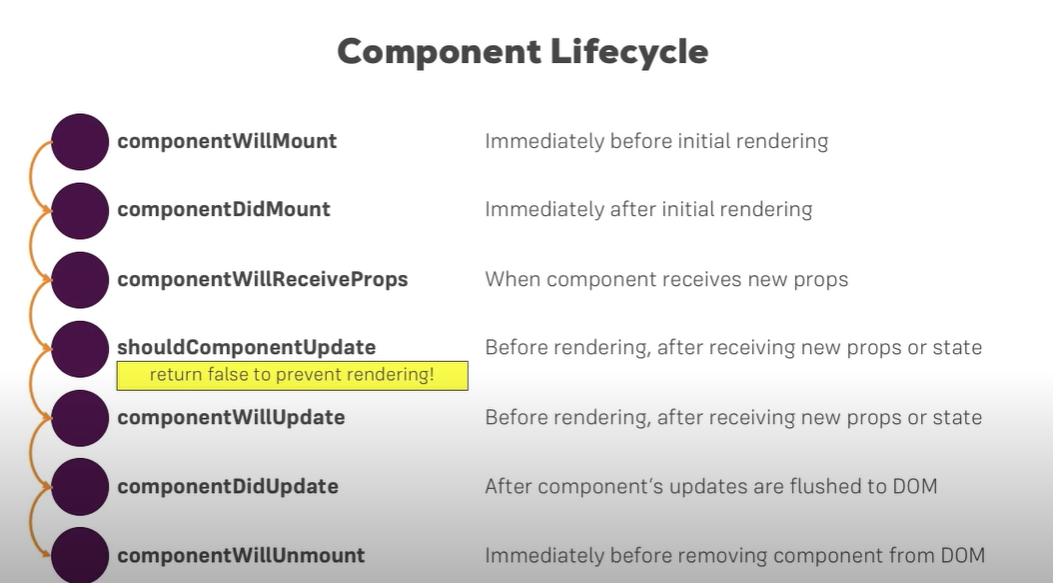 Component Lifecycle
componentWillMount Immediately before initial rendering
componentDidMount Immediately after initial rendering
componentWillReceiveProps When component receives new props
shouldComponentUpdate Before rendering, after receiving new props or state
return false to prevent rendering!
componentWillUpdate Before rendering, after receiving new props or state
componentDidUpdate After component's updates are flushed to DOM
componentWillUnmount Immediately before removing component from DOM